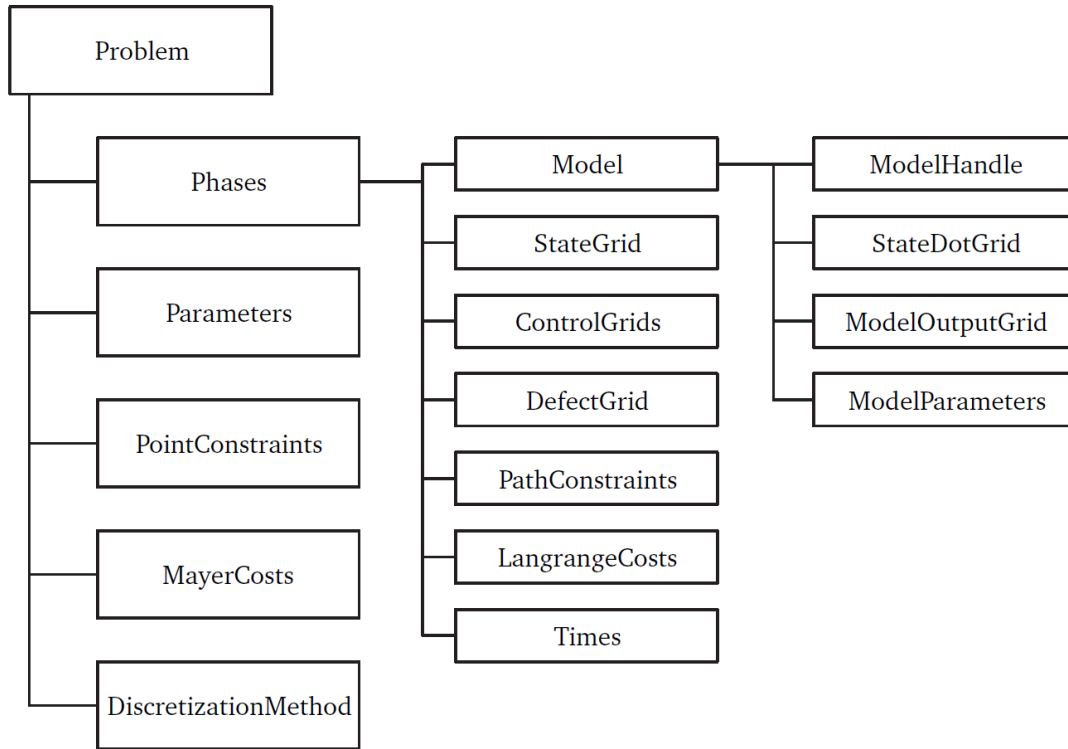 Problem
Phases
Parameters
PointConstraints
MayerCosts
DiscretizationMethod
Model
StateGrid
ControlGrids
DefectGrid
PathConstraints
LangrangeCosts
Times
ModelHandle
StateDotGrid
ModelOutputGrid
ModelParameters